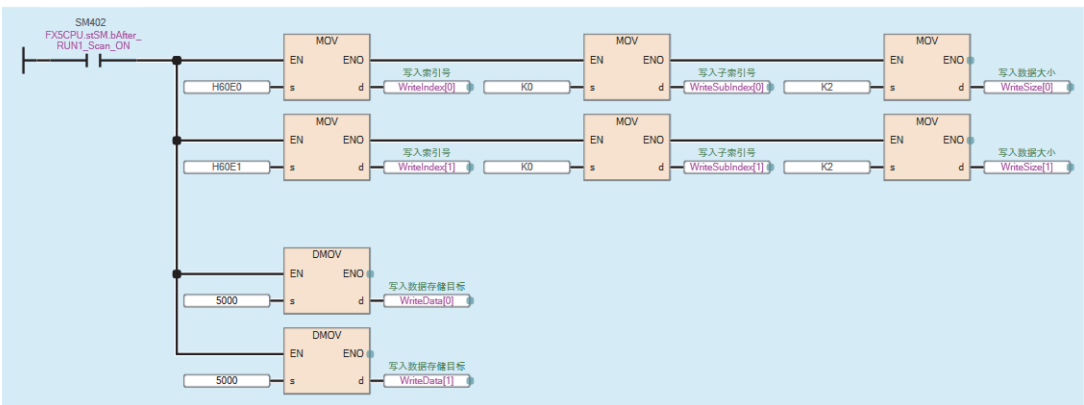 SM402
FX5CPU.stSM.bAfter_
RUN1_Scan_ON
MOV
EN ENO
s d
H60E0
写入索引号
WriteIndex[0]
MOV
EN ENO
s d
K0
写入子索引号
WriteSubIndex[0]
MOV
EN ENO
s d
K2
写入数据大小
WriteSize[0]
MOV
EN ENO
s d
H60E1
写入索引号
WriteIndex[1]
MOV
EN ENO
s d
K0
写入子索引号
WriteSubIndex[1]
MOV
EN ENO
s d
K2
写入数据大小
WriteSize[1]
DMOV
EN ENO
s d
5000
写入数据存储目标
WriteData[0]
DMOV
EN ENO
s d
5000
写入数据存储目标
WriteData[1]